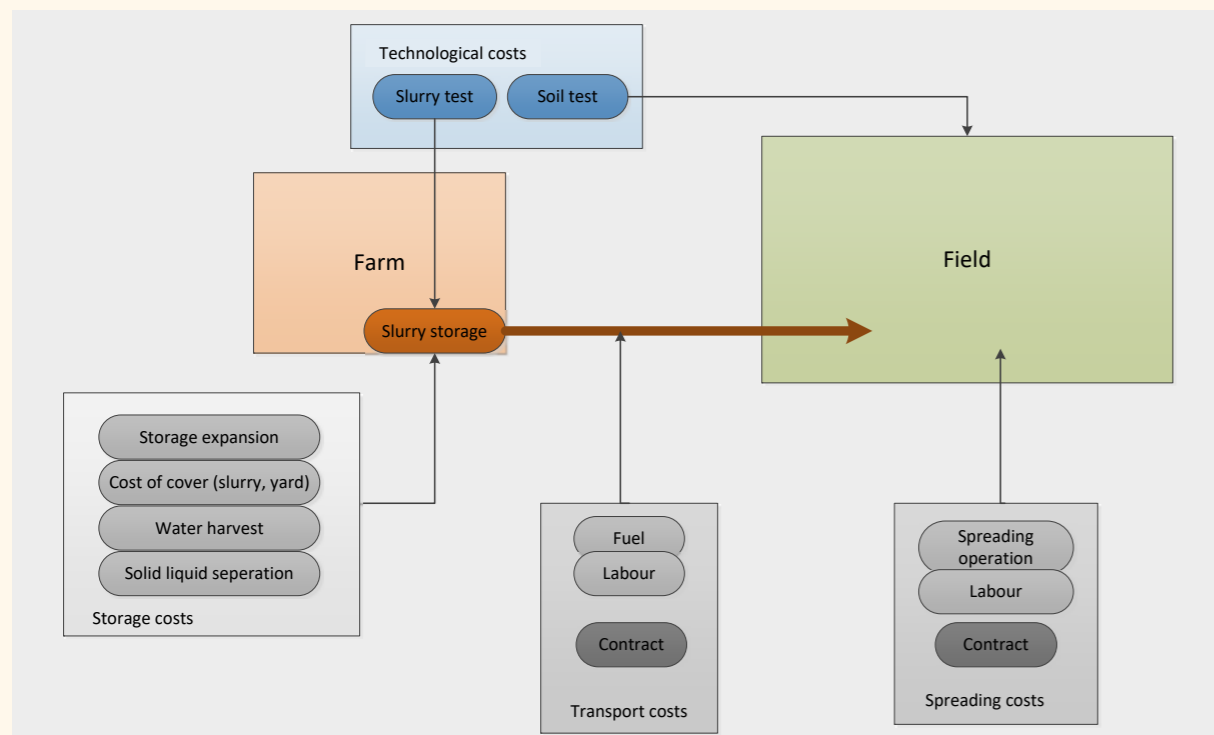 Technological costs
Slurry test
Soil test
Farm
Field
Slurry storage
Storage expansion
Cost of cover (slurry, yard)
Water harvest
Solid liquid seperation
Storage costs
Fuel
Labour
Contract
Transport costs
Spreading
operation
Labour
Contract
Spreading costs